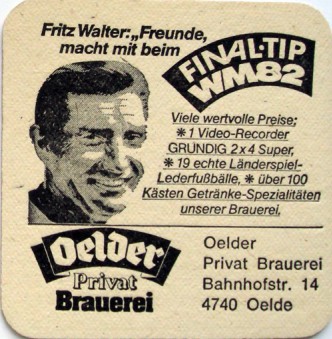 Fritz Walter: „Freunde,
macht mit beim
FINAL-TIP
WM82
Viele wertvolle Preise:
* 1 Video-Recorder
GRUNDIG 2x4 Super,
* 19 echte Länderspiel-
Lederfußbälle, * über 100
Kästen Getränke-Spezialitäten
unserer Brauerei.
Oelder
Privat
Brauerei
Oelder
Privat Brauerei
Bahnhofstr. 14
4740 Oelde